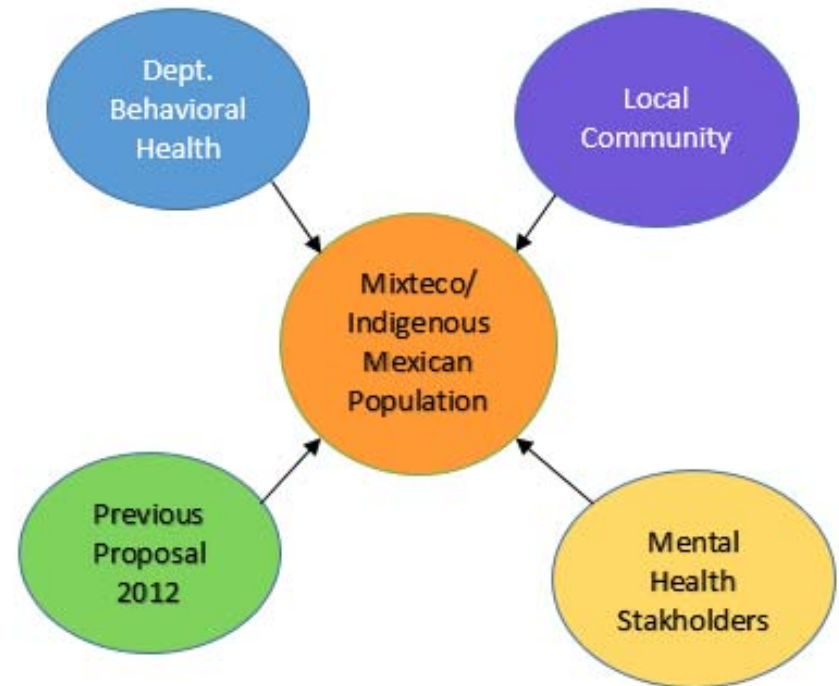 Dept.
Behavioral
Health
Local
Community
Mixteco/
Indigenous
Mexican
Population
Previous
Proposal
2012
Mental
Health
Stakholders